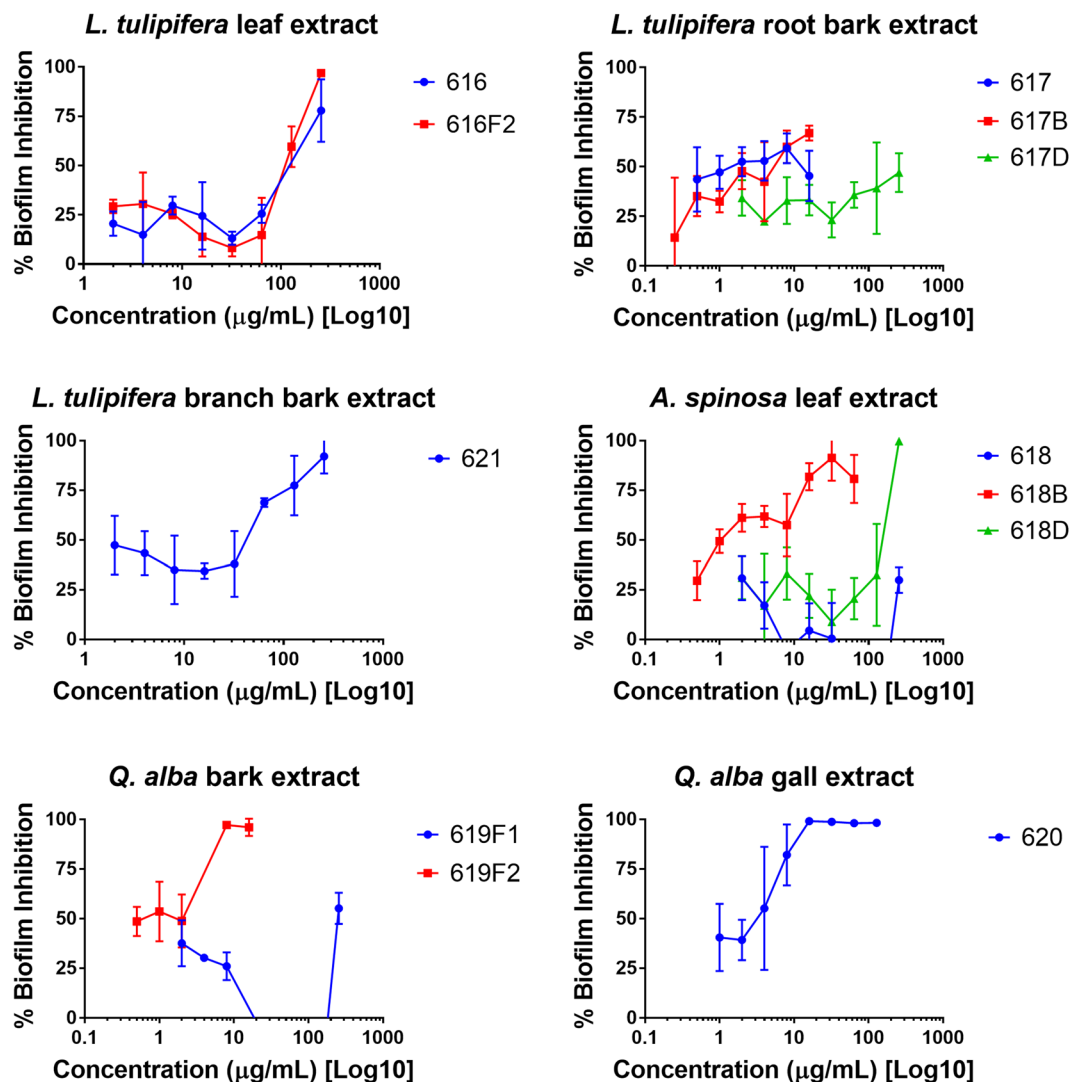 L. tulipifera leaf extract
% Biofilm Inhibition
100
75
50
25
0
1
10
100
1000
Concentration (μg/mL) [Log10]
616
616F2
L. tulipifera root bark extract
% Biofilm Inhibition
100
75
50
25
0
0.1
1
10
100
1000
Concentration (μg/mL) [Log10]
617
617B
617D
L. tulipifera branch bark extract
% Biofilm Inhibition
100
75
50
25
0
1
10
100
1000
Concentration (μg/mL) [Log10]
621
A. spinosa leaf extract
% Biofilm Inhibition
100
75
50
25
0
0.1
1
10
100
1000
Concentration (μg/mL) [Log10]
618
618B
618D
Q. alba bark extract
% Biofilm Inhibition
100
75
50
25
0
0.1
1
10
100
1000
Concentration (μg/mL) [Log10]
619F1
619F2
Q. alba gall extract
% Biofilm Inhibition
100
75
50
25
0
0.1
1
10
100
1000
Concentration (μg/mL) [Log10]
620